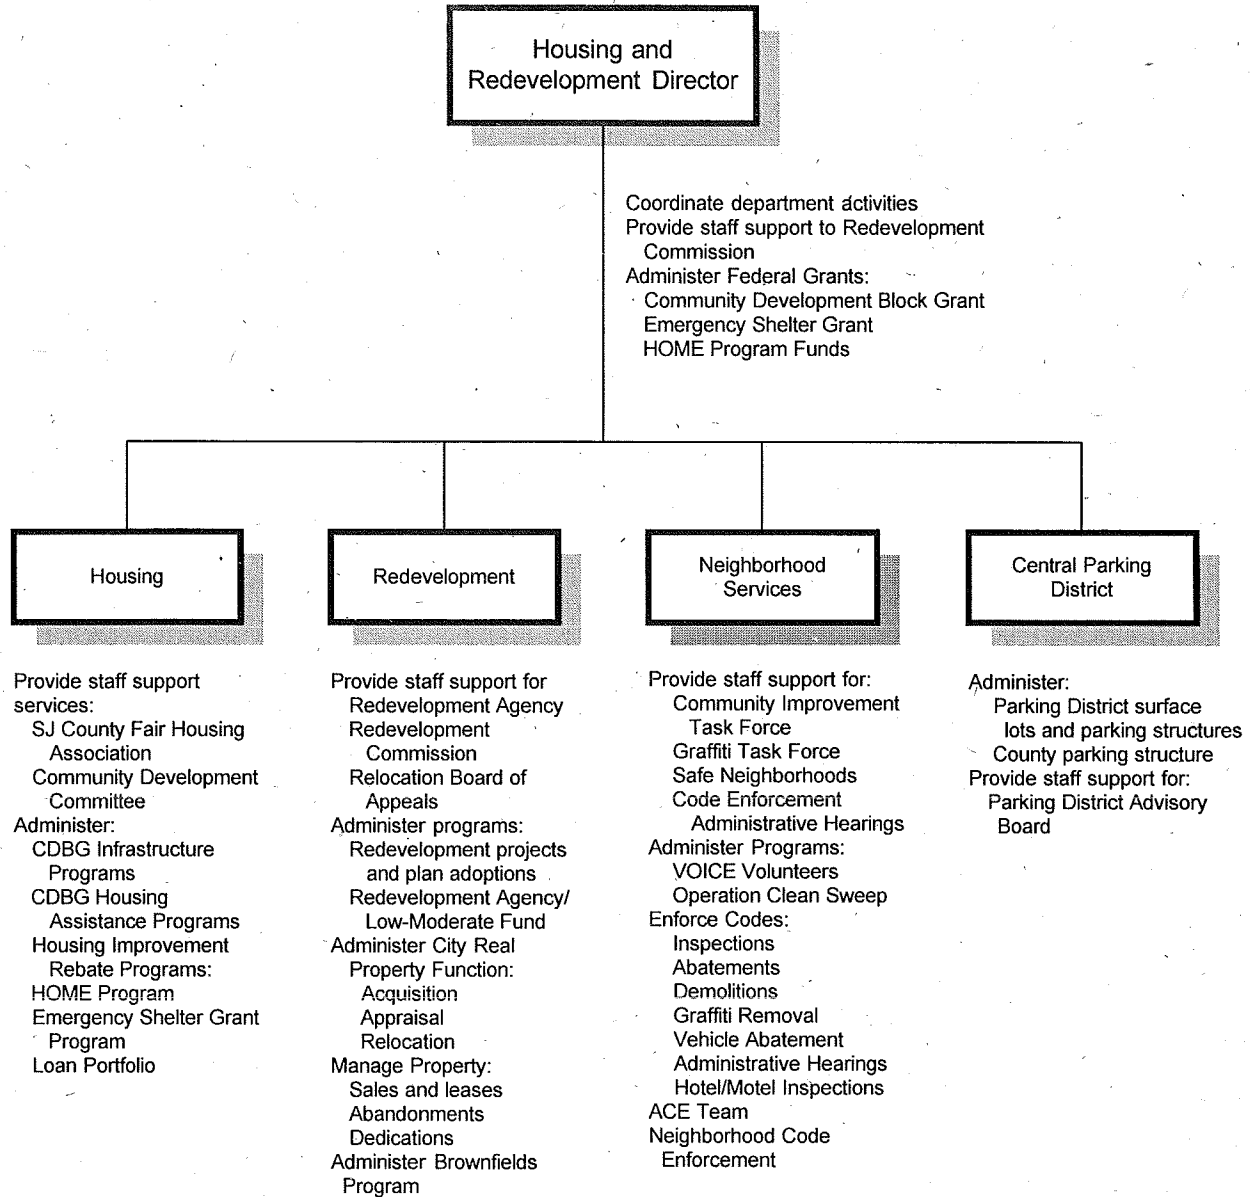 Housing and
Redevelopment Director
Coordinate department activities
Provide staff support to Redevelopment
Commission
Administer Federal Grants:
Community Development Block Grant
Emergency Shelter Grant
HOME Program Funds
Housing
Provide staff support
services:
SJ County Fair Housing
Association
Community Development
Committee
Administer:
CDBG Infrastructure
Programs
CDBG Housing
Assistance Programs
Housing Improvement
Rebate Programs:
HOME Program
Emergency Shelter Grant
Program
Loan Portfolio
Redevelopment
Provide staff support for
Redevelopment Agency
Redevelopment
Commission
Relocation Board of
Appeals
Administer programs:
Redevelopment projects
and plan adoptions
Redevelopment Agency/
Low-Moderate Fund
Administer City Real
Property Function:
Acquisition
Appraisal
Relocation
Manage Property:
Sales and leases
Abandonments
Dedications
Administer Brownfields
Program
Neighborhood
Services
Provide staff support for:
Community Improvement
Task Force
Graffiti Task Force
Safe Neighborhoods
Code Enforcement
Administrative Hearings
Administer Programs:
VOICE Volunteers
Operation Clean Sweep
Enforce Codes:
Inspections
Abatements
Demolitions
Graffiti Removal
Vehicle Abatement
Administrative Hearings
Hotel/Motel Inspections
ACE Team
Neighborhood Code
Enforcement
Central Parking
District
Administer:
Parking District surface
lots and parking structures
County parking structure
Provide staff support for:
Parking District Advisory
Board